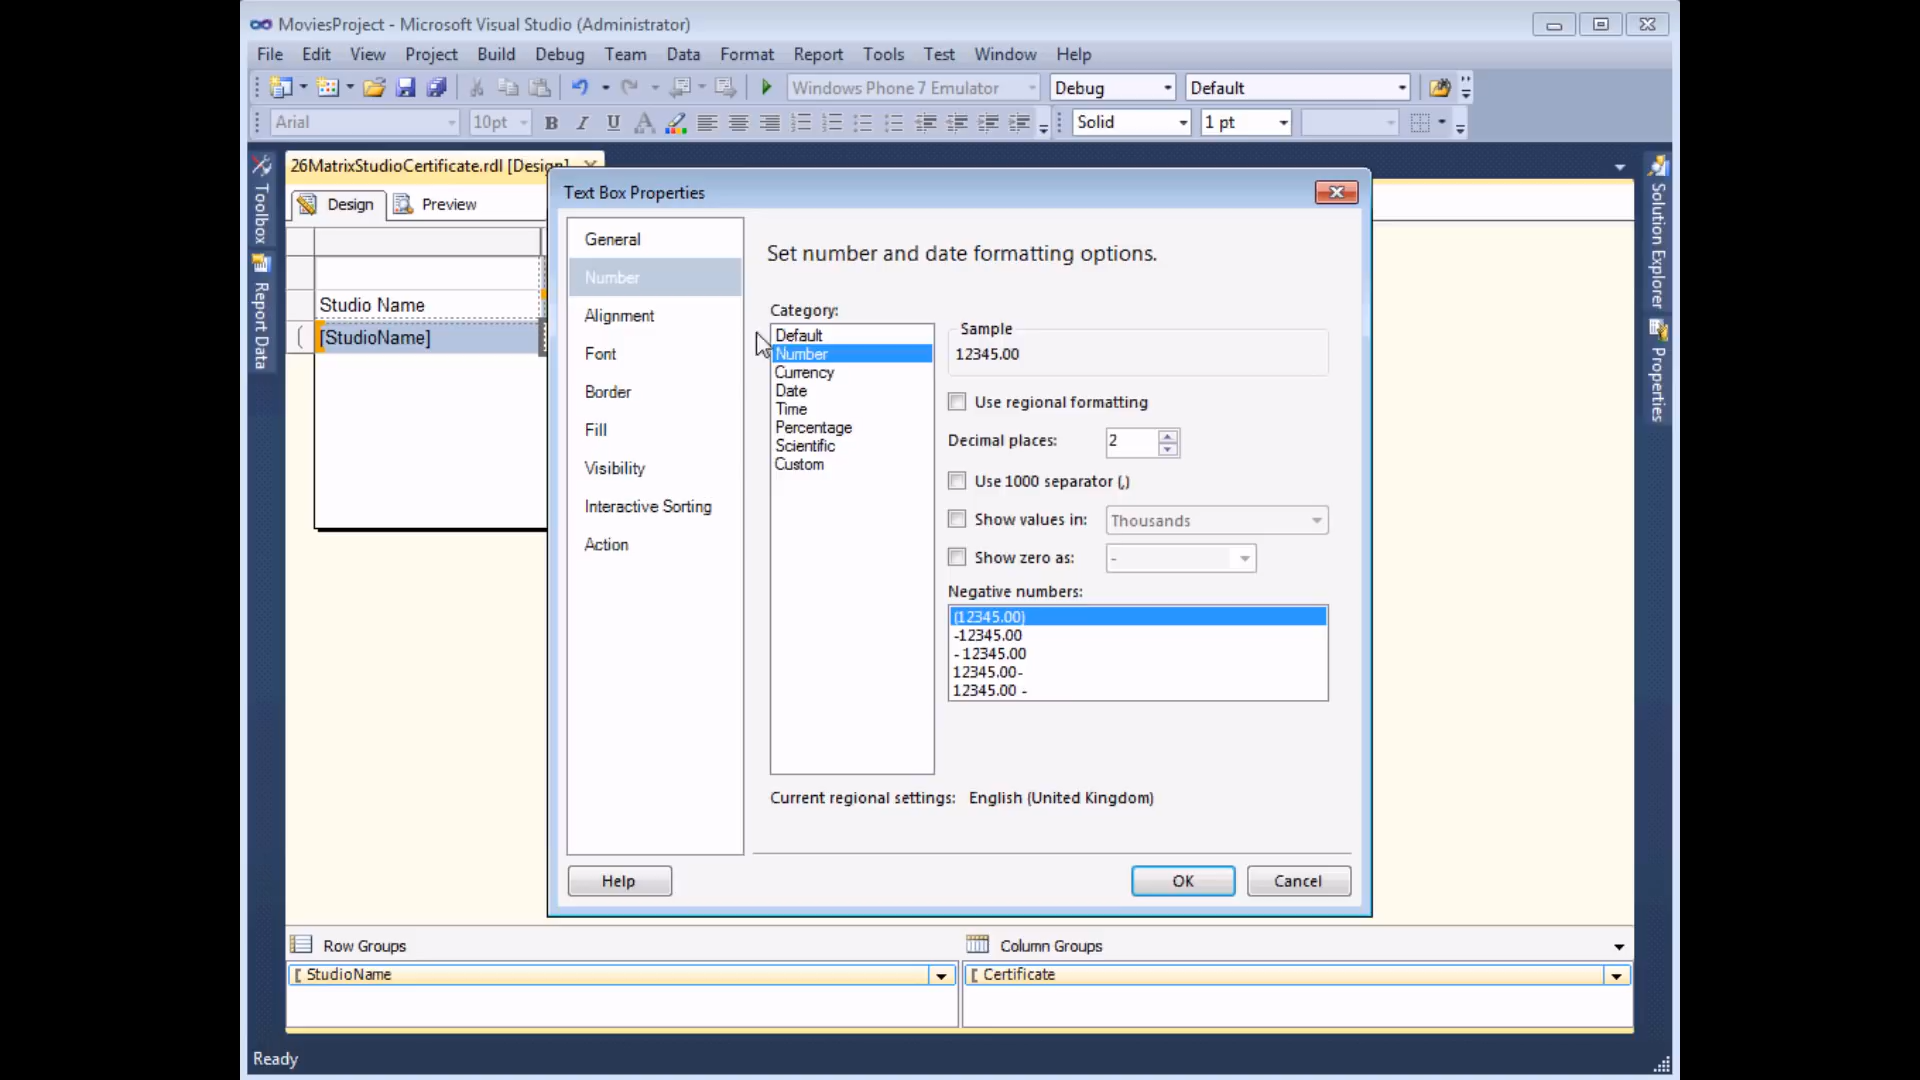 MoviesProject - Microsoft Visual Studio (Administrator)
File Edit View Project Build Debug Team Data Format Report Tools Test Window Help
Windows Phone 7 Emulator Debug Default
Arial 10pt B I U A Solid 1 pt
26MatrixStudioCertificate.rdl [Design]
Design Preview
Toolbox
Report Data
Solution Explorer
Properties
Studio Name
[StudioName]
Text Box Properties
General
Number
Alignment
Font
Border
Fill
Visibility
Interactive Sorting
Action
Set number and date formatting options.
Category:
Default
Number
Currency
Date
Time
Percentage
Scientific
Custom
Sample
12345.00
Use regional formatting
Decimal places: 2
Use 1000 separator (,)
Show values in: Thousands
Show zero as: -
Negative numbers:
(12345.00)
-12345.00
- 12345.00
12345.00-
12345.00 -
Current regional settings: English (United Kingdom)
Help OK Cancel
Row Groups Column Groups
[ StudioName [ Certificate
Ready